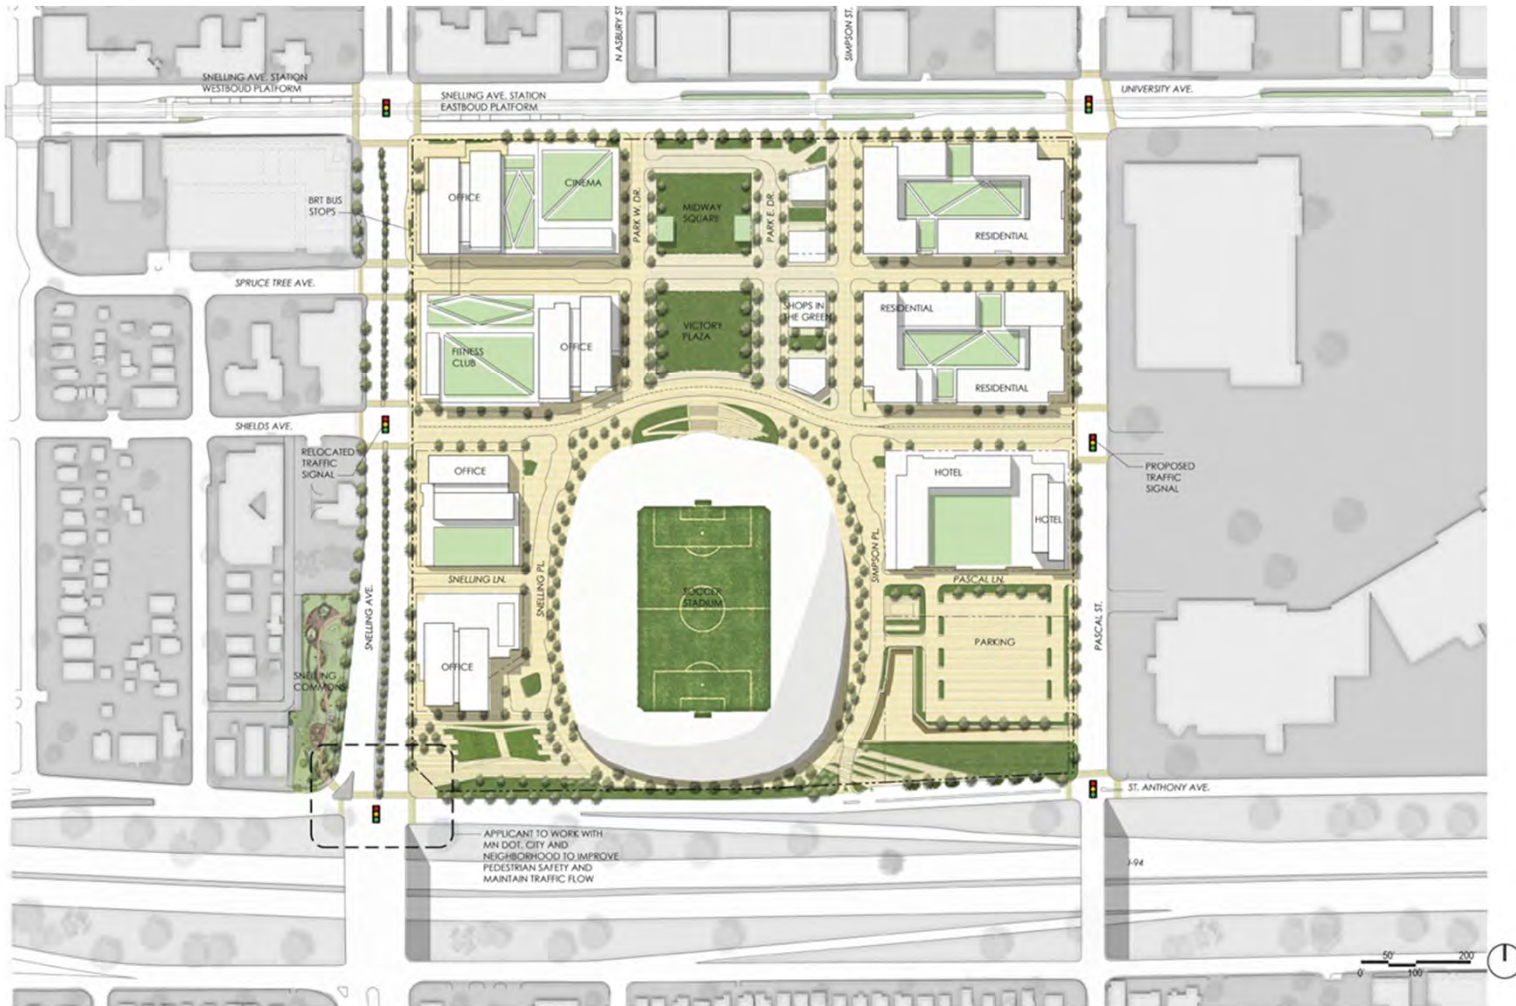 N ASBURY ST
SIMPSON ST.
SNELLING AVE. STATION
WESTBOUD PLATFORM
SNELLING AVE. STATION
EASTBOUD PLATFORM
UNIVERSITY AVE.
OFFICE
CINEMA
PARK W. DR.
MIDWAY
SQUARE
PARK E. DR.
BRT BUS
STOPS
RESIDENTIAL
SPRUCE TREE AVE.
FITNESS
CLUB
OFFICE
VICTORY
PLAZA
SHOPS IN
THE GREEN
RESIDENTIAL
RESIDENTIAL
SHIELDS AVE.
RELOCATED
TRAFFIC
SIGNAL
OFFICE
HOTEL
HOTEL
PROPOSED
TRAFFIC
SIGNAL
SNELLING AVE.
SNELLING LN.
SNELLING PL.
SOCCER
STADIUM
SIMPSON PL.
PASCAL LN.
PASCAL ST.
PARKING
OFFICE
SNELLING
COMMONS
ST. ANTHONY AVE.
APPLICANT TO WORK WITH
MN DOT, CITY AND
NEIGHBORHOOD TO IMPROVE
PEDESTRIAN SAFETY AND
MAINTAIN TRAFFIC FLOW
I-94
50'
200'
0'
100'